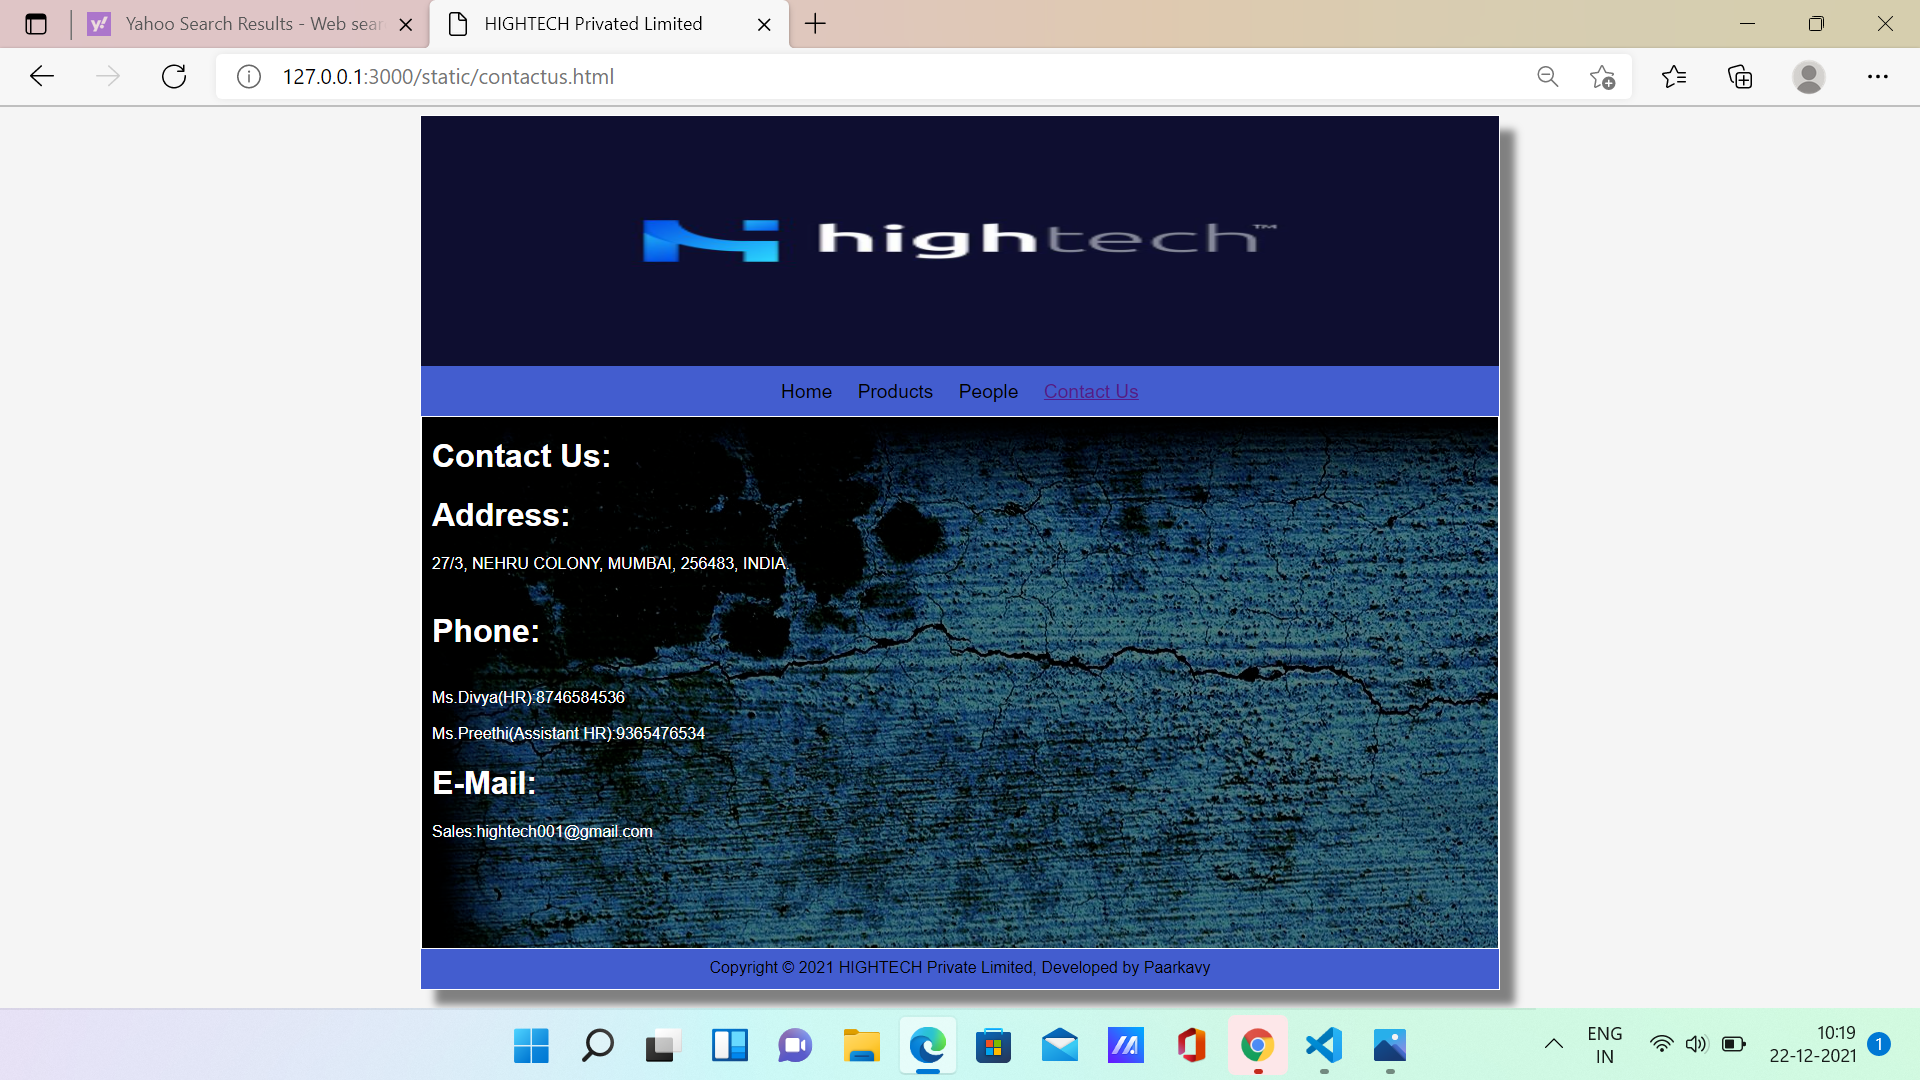 Yahoo Search Results - Web sear
HIGHTECH Privated Limited
127.0.0.1:3000/static/contactus.html
hightech™
Home Products People Contact Us
Contact Us:
Address:
27/3, NEHRU COLONY, MUMBAI, 256483, INDIA.
Phone:
Ms.Divya(HR):8746584536
Ms.Preethi(Assistant HR):9365476534
E-Mail:
Sales:hightech001@gmail.com
Copyright © 2021 HIGHTECH Private Limited, Developed by Paarkavy
ENG
IN
10:19
22-12-2021
1